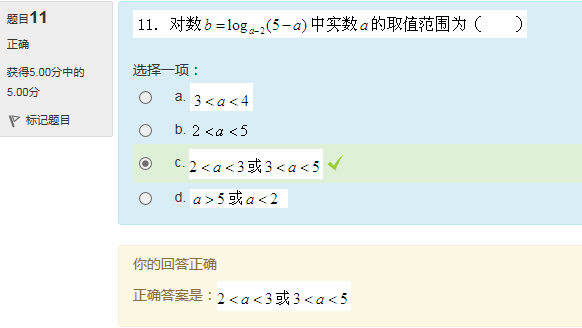 题目11
正确
获得5.00分中的
5.00分
标记题目
11. 对数b=log_{a-2}(5-a)中实数a的取值范围为（ ）
选择一项：
a. 3<a<4
b. 2<a<5
c. 2<a<3或3<a<5
d. a>5或a<2
你的回答正确
正确答案是：2<a<3或3<a<5